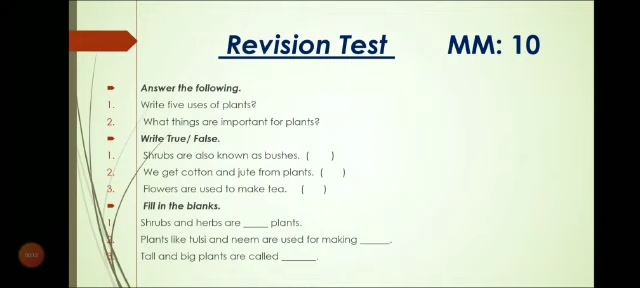 Revision Test MM: 10
Answer the following.
1. Write five uses of plants?
2. What things are important for plants?
Write True/ False.
1. Shrubs are also known as bushes. ( )
2. We get cotton and jute from plants. ( )
3. Flowers are used to make tea. ( )
Fill in the blanks.
1. Shrubs and herbs are _____ plants.
2. Plants like tulsi and neem are used for making ______.
3. Tall and big plants are called _______.